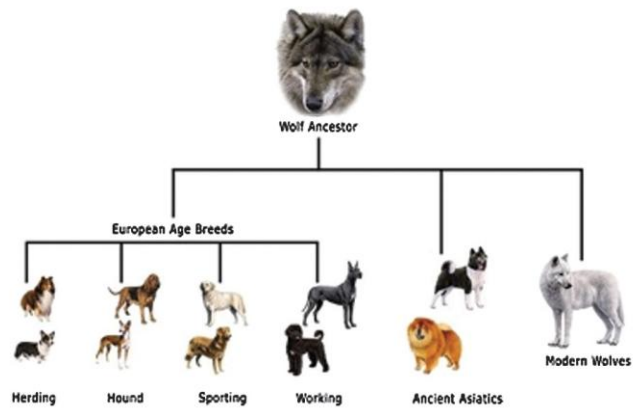 Wolf Ancestor
European Age Breeds
Modern Wolves
Herding
Hound
Sporting
Working
Ancient Asiatics